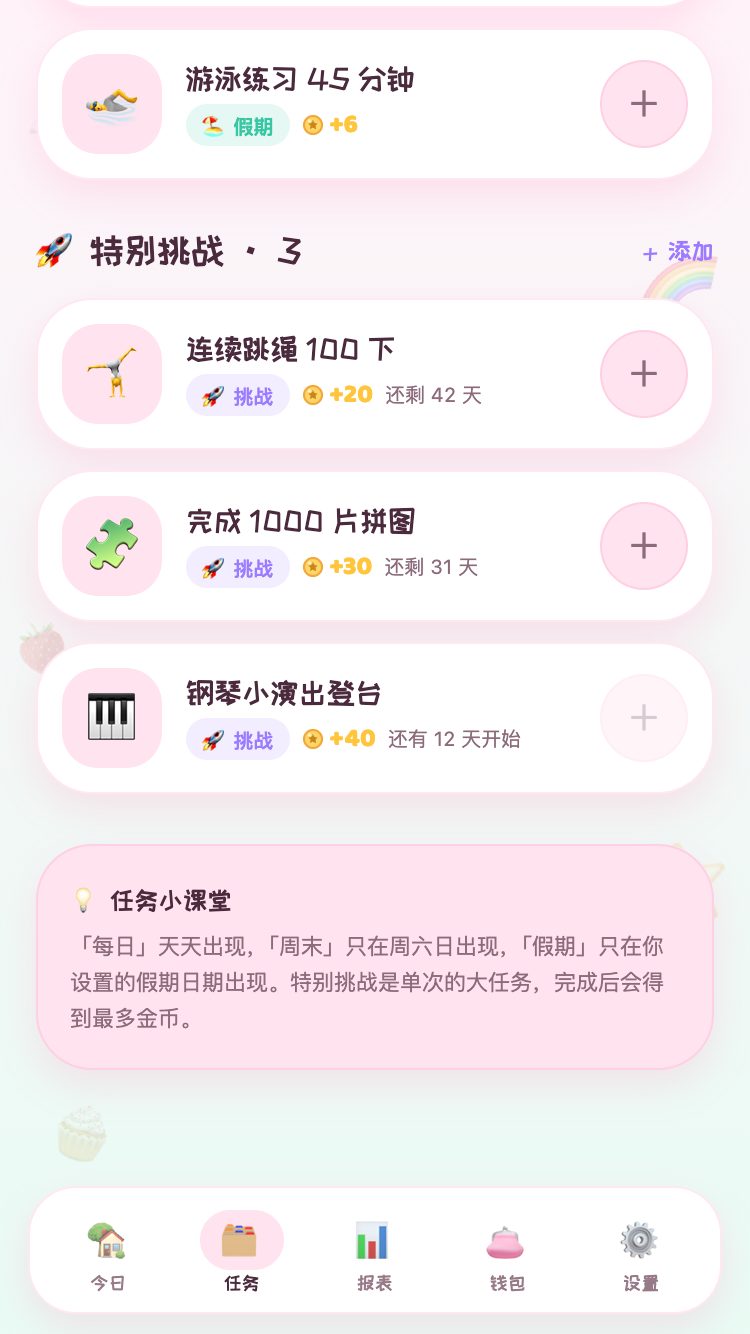 游泳练习 45 分钟
假期 +6
特别挑战 · 3
+ 添加
连续跳绳 100 下
挑战 +20 还剩 42 天
完成 1000 片拼图
挑战 +30 还剩 31 天
钢琴小演出登台
挑战 +40 还有 12 天开始
任务小课堂
「每日」天天出现，「周末」只在周六日出现，「假期」只在你
设置的假期日期出现。特别挑战是单次的大任务，完成后会得
到最多金币。
今日 任务 报表 钱包 设置